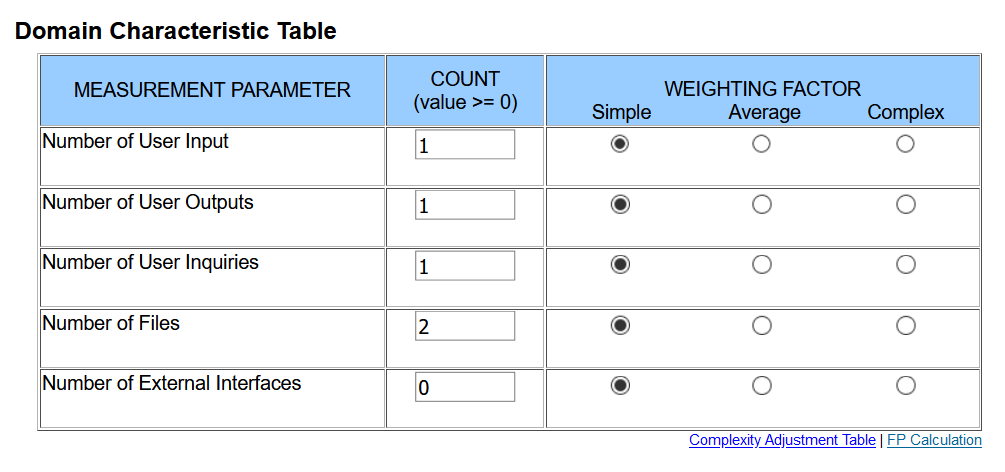 Domain Characteristic Table
MEASUREMENT PARAMETER
COUNT
(value >= 0)
WEIGHTING FACTOR
Simple Average Complex
Number of User Input 1
Number of User Outputs 1
Number of User Inquiries 1
Number of Files 2
Number of External Interfaces 0
Complexity Adjustment Table | FP Calculation